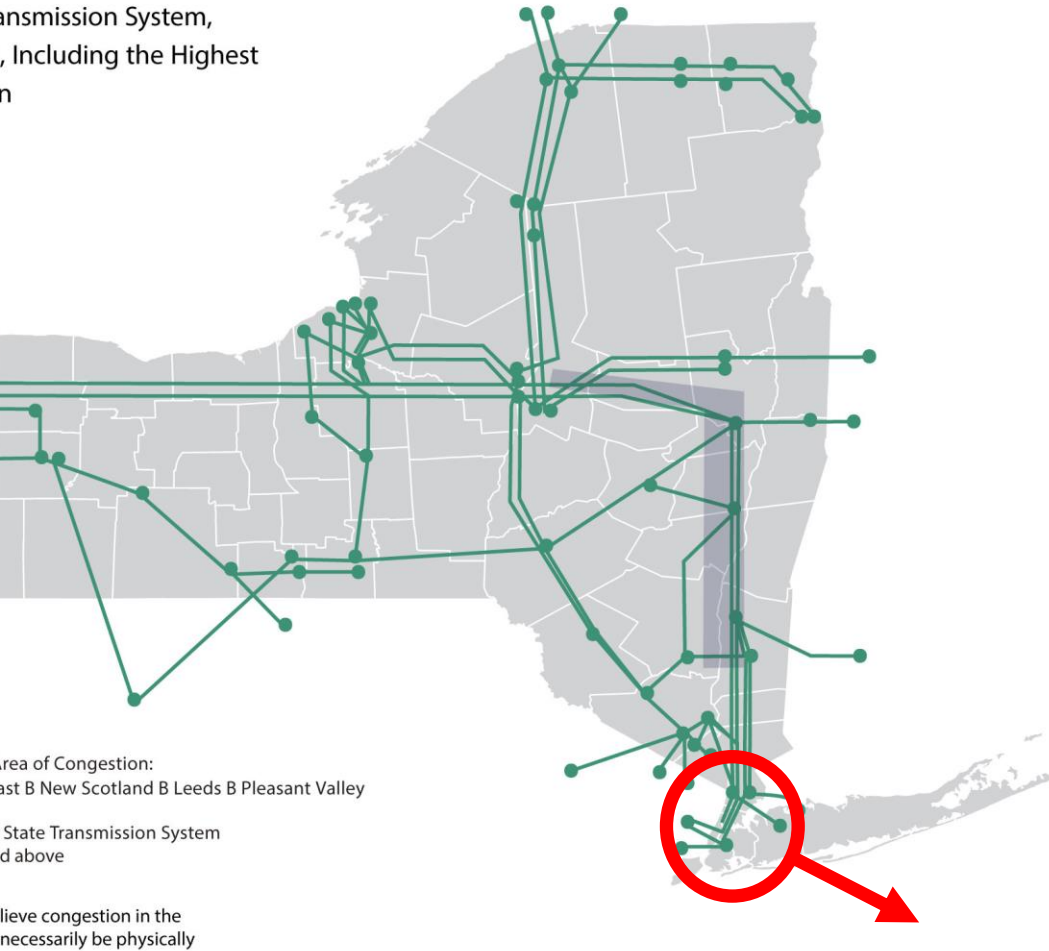 ansmission System,
, Including the Highest
n
Area of Congestion:
ast B New Scotland B Leeds B Pleasant Valley
State Transmission System
d above
lieve congestion in the
necessarily be physically